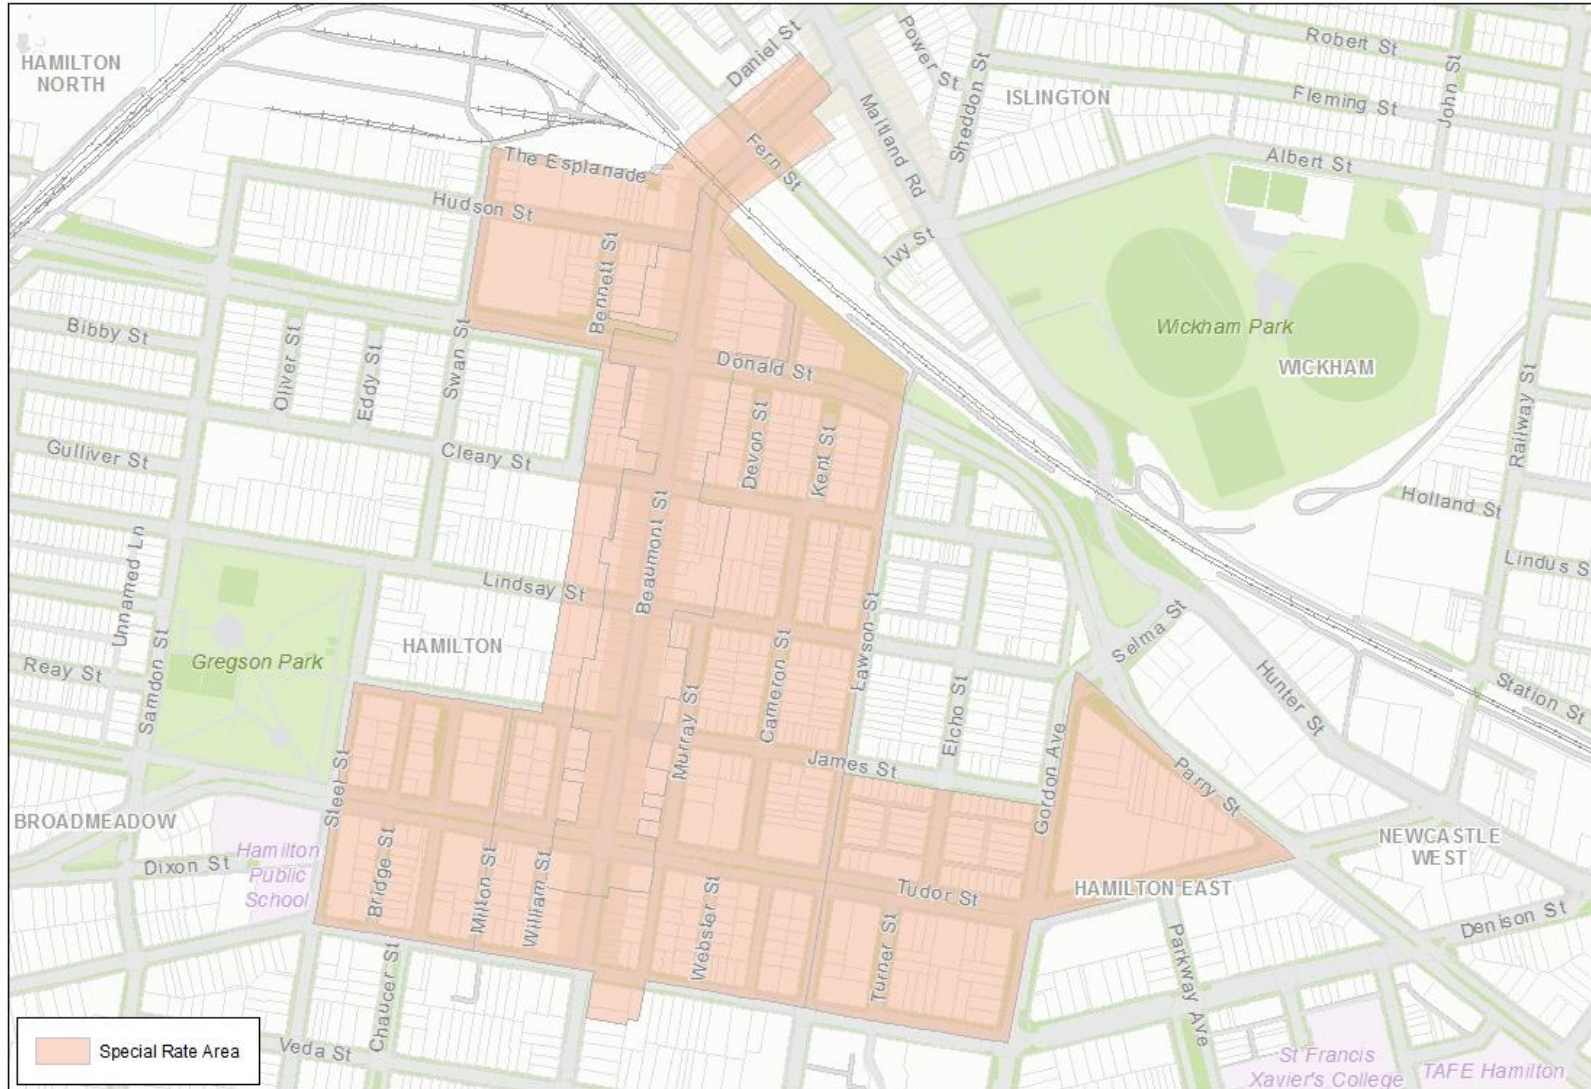 HAMILTON
NORTH
Daniel St
Power St
Robert St
ISLINGTON
Sheddon St
Fleming St
John St
Maitland Rd
The Esplanade
Fern St
Albert St
Hudson St
Ivy St
Bennett St
Bibby St
Oliver St
Eddy St
Swan St
Donald St
Wickham Park
WICKHAM
Railway St
Gulliver St
Cleary St
Devon St
Kent St
Holland St
Unnamed Ln
Beaumont St
Lindsay St
Lindus S
HAMILTON
Reay St
Gregson Park
Samdon St
Murray St
Cameron St
Lawson St
Elcho St
Selma St
Hunter St
Station St
Steel St
James St
Gordon Ave
Parry St
BROADMEADOW
NEWCASTLE
WEST
Dixon St
Hamilton
Public
School
Bridge St
Milton St
William St
Webster St
Tudor St
HAMILTON EAST
Turner St
Denison St
Chaucer St
Parkway Ave
Special Rate Area
Veda St
St Francis
Xavier's College
TAFE Hamilton